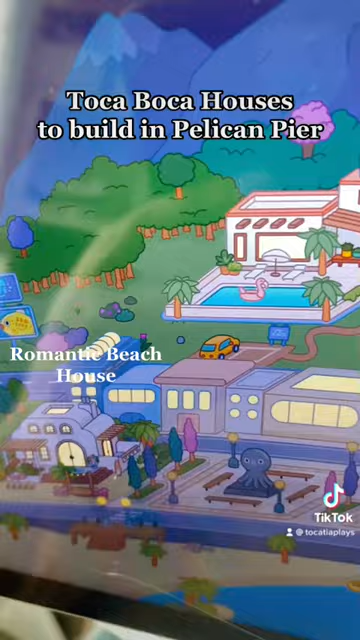 Toca Boca Houses
to build in Pelican Pier
Romantic Beach
House
TikTok
@ tocatiaplays